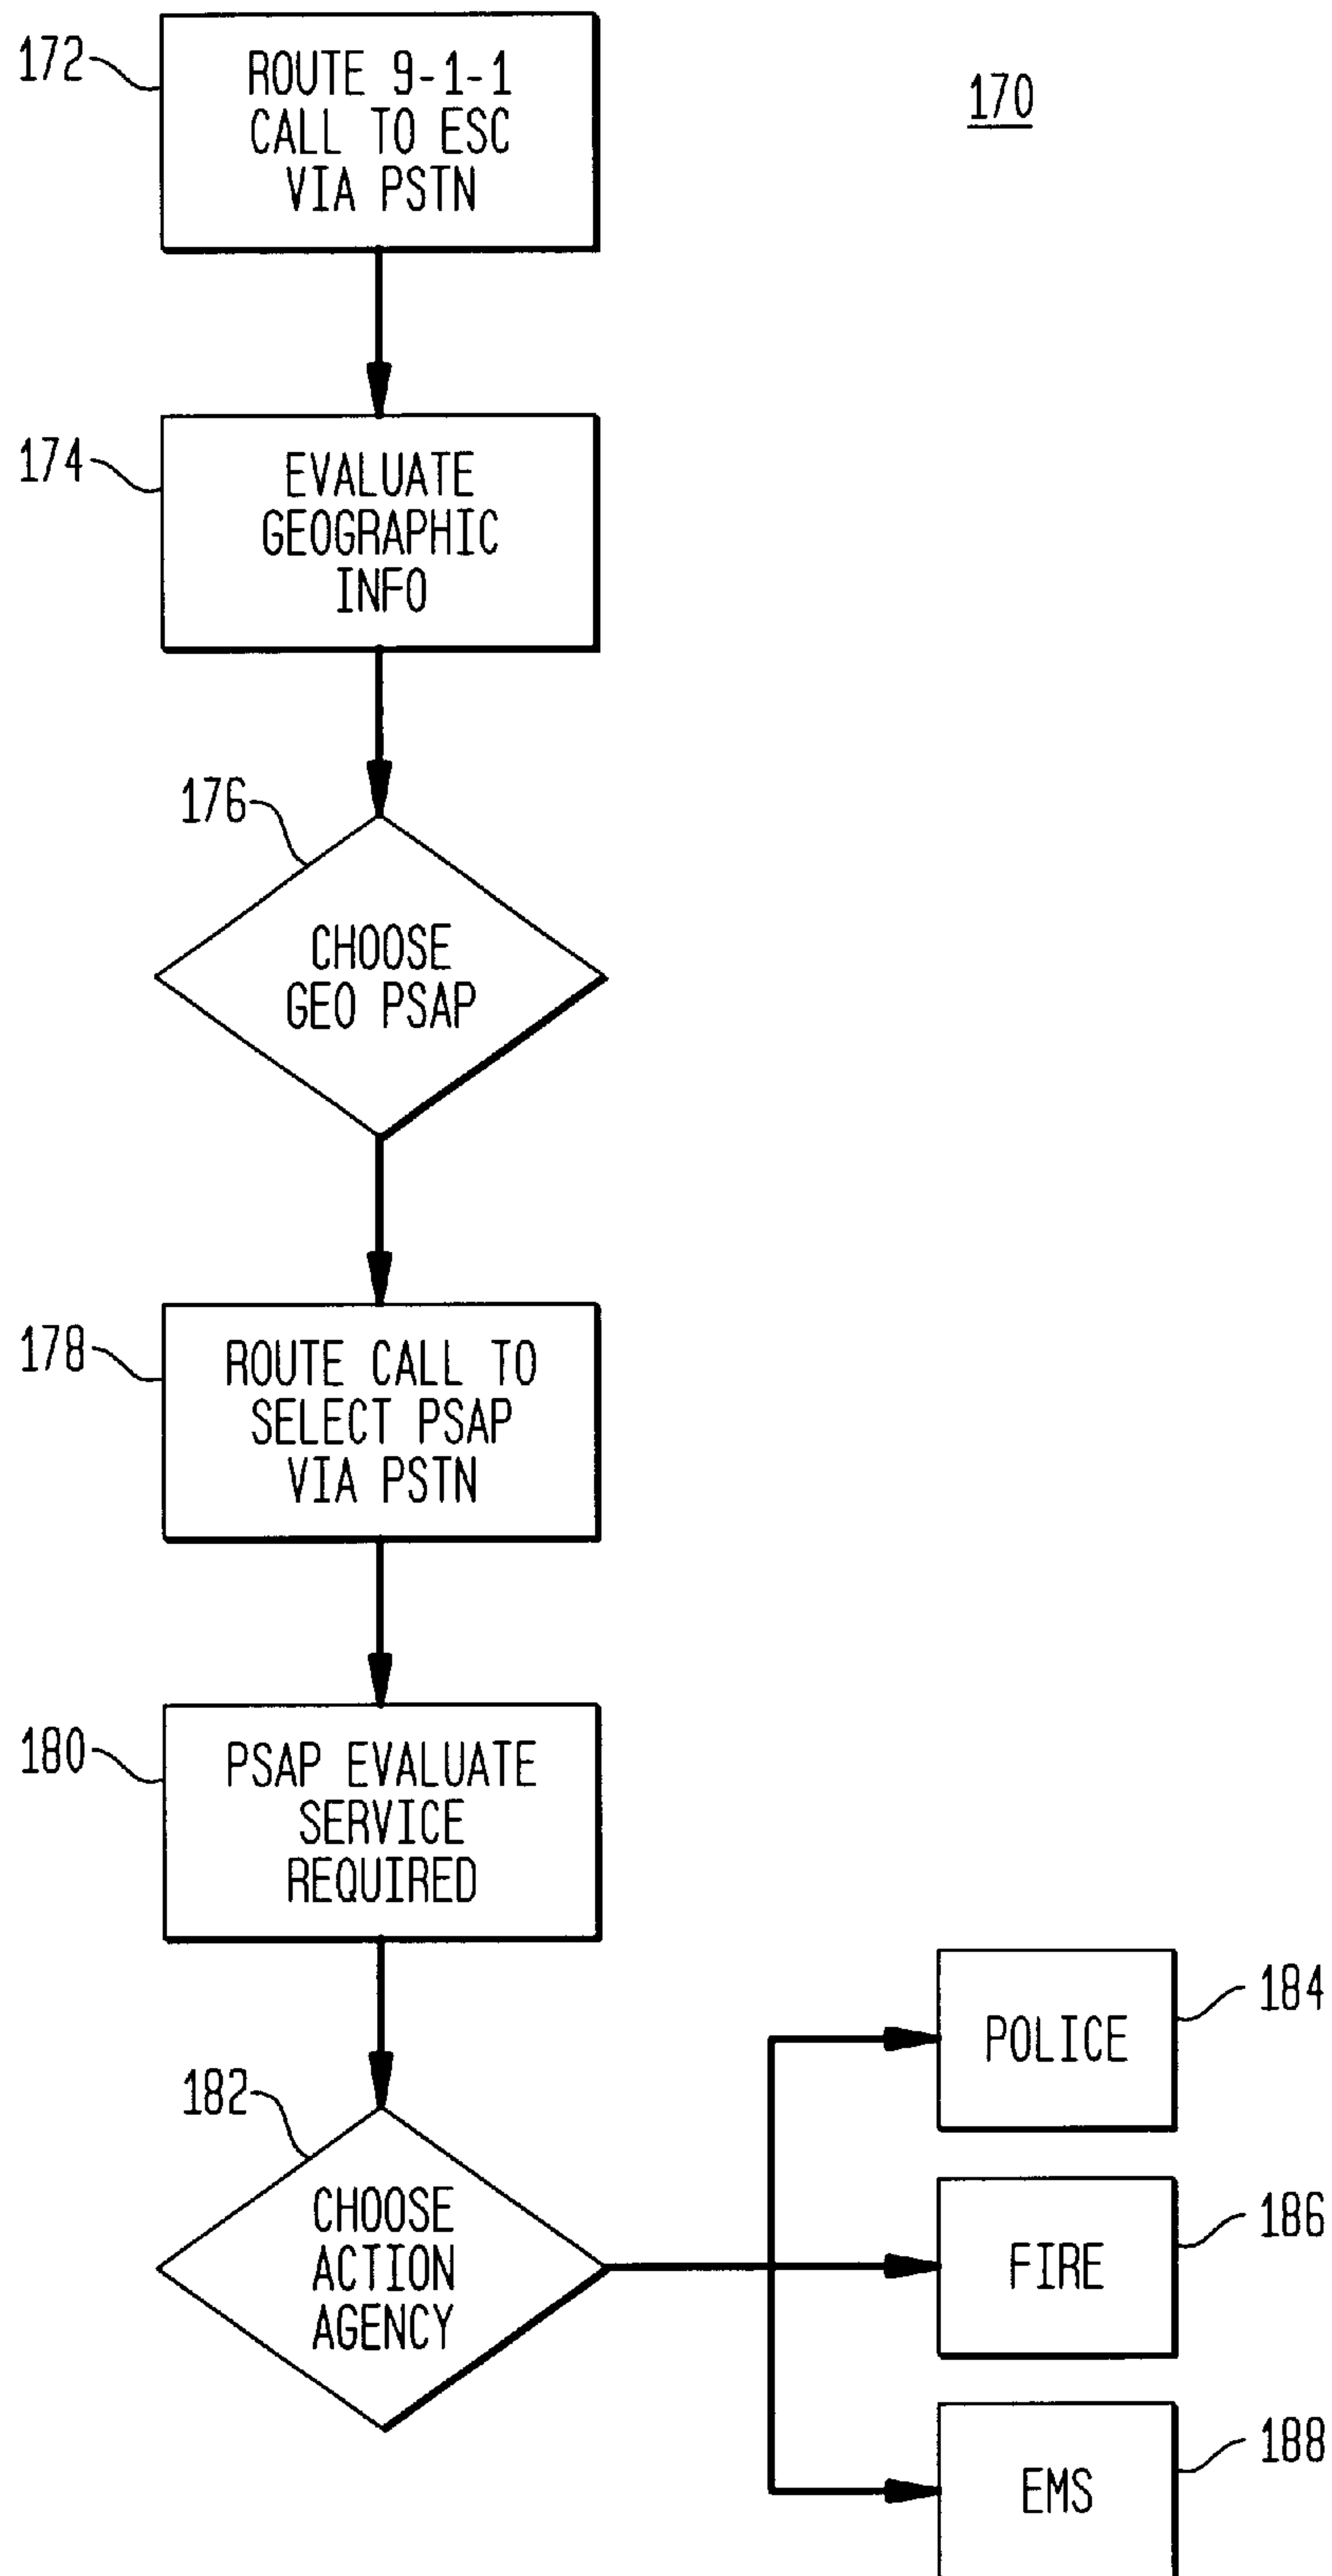 170
172
ROUTE 9-1-1
CALL TO ESC
VIA PSTN
174
EVALUATE
GEOGRAPHIC
INFO
176
CHOOSE
GEO PSAP
178
ROUTE CALL TO
SELECT PSAP
VIA PSTN
180
PSAP EVALUATE
SERVICE
REQUIRED
182
CHOOSE
ACTION
AGENCY
POLICE
184
FIRE
186
EMS
188